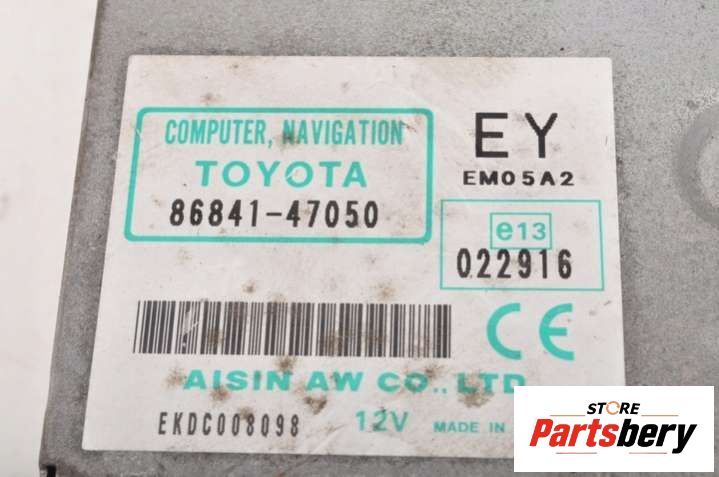 COMPUTER, NAVIGATION
TOYOTA
86841-47050
EY
EM05A2
e13
022916
CE
AISIN AW CO., LTD
EKDC008098
12V
MADE IN
STORE
Partsbery